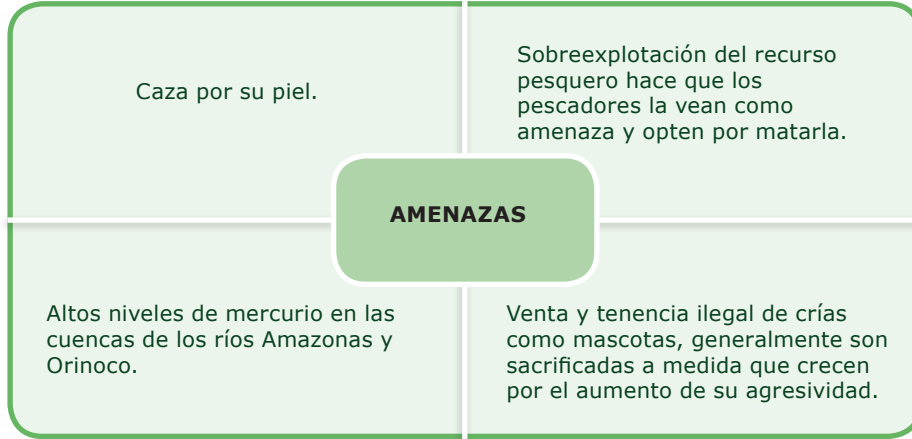 Caza por su piel.
Sobreexplotación del recurso
pesquero hace que los
pescadores la vean como
amenaza y opten por matarla.
AMENAZAS
Altos niveles de mercurio en las
cuencas de los ríos Amazonas y
Orinoco.
Venta y tenencia ilegal de crías
como mascotas, generalmente son
sacrificadas a medida que crecen
por el aumento de su agresividad.